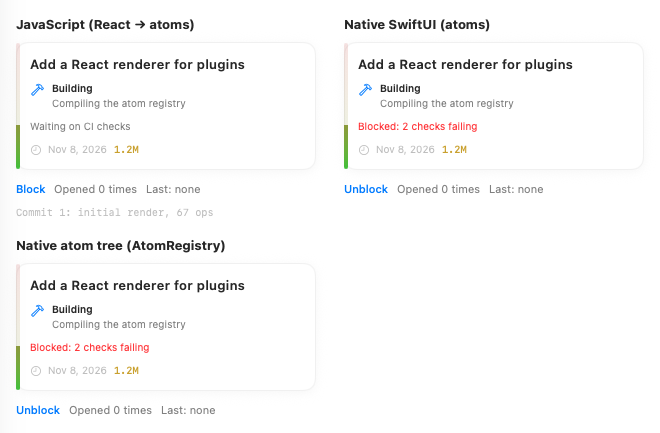 JavaScript (React → atoms)
Add a React renderer for plugins
Building
Compiling the atom registry
Waiting on CI checks
Nov 8, 2026 1.2M
Block Opened 0 times Last: none
Commit 1: initial render, 67 ops
Native SwiftUI (atoms)
Add a React renderer for plugins
Building
Compiling the atom registry
Blocked: 2 checks failing
Nov 8, 2026 1.2M
Unblock Opened 0 times Last: none
Native atom tree (AtomRegistry)
Add a React renderer for plugins
Building
Compiling the atom registry
Blocked: 2 checks failing
Nov 8, 2026 1.2M
Unblock Opened 0 times Last: none